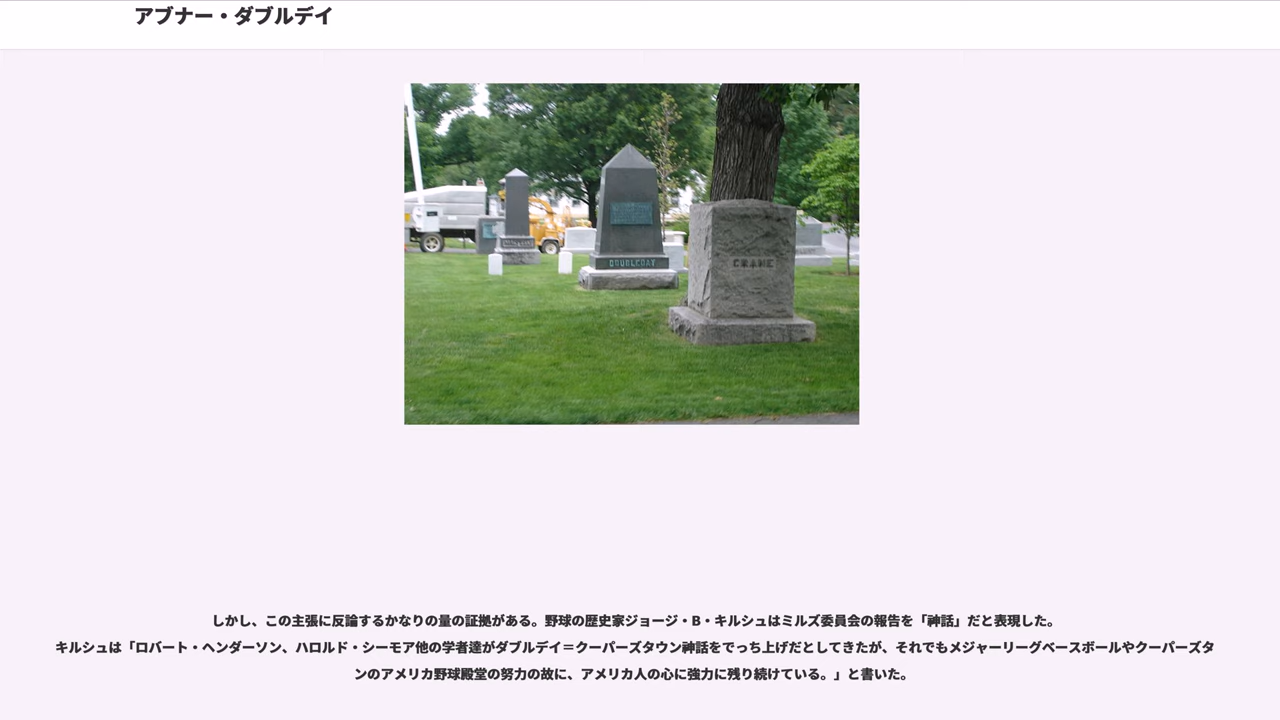 アブナー・ダブルデイ
DOUBLEDAY
CRANE
しかし、この主張に反論するかなりの量の証拠がある。野球の歴史家ジョージ・B・キルシュはミルズ委員会の報告を「神話」だと表現した。
キルシュは「ロバート・ヘンダーソン、ハロルド・シーモア他の学者達がダブルデイ＝クーパーズタウン神話をでっち上げだとしてきたが、それでもメジャーリーグベースボールやクーパーズタ
ンのアメリカ野球殿堂の努力の故に、アメリカ人の心に強力に残り続けている。」と書いた。